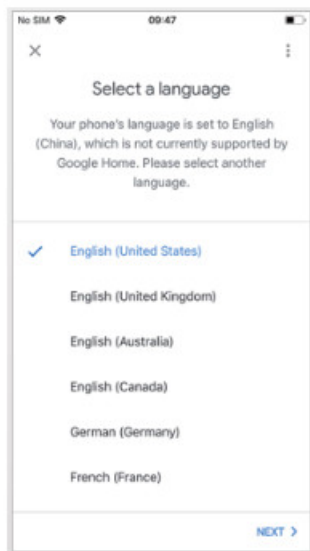 No SIM 09:47
Select a language
Your phone's language is set to English
(China), which is not currently supported by
Google Home. Please select another
language.
English (United States)
English (United Kingdom)
English (Australia)
English (Canada)
German (Germany)
French (France)
NEXT